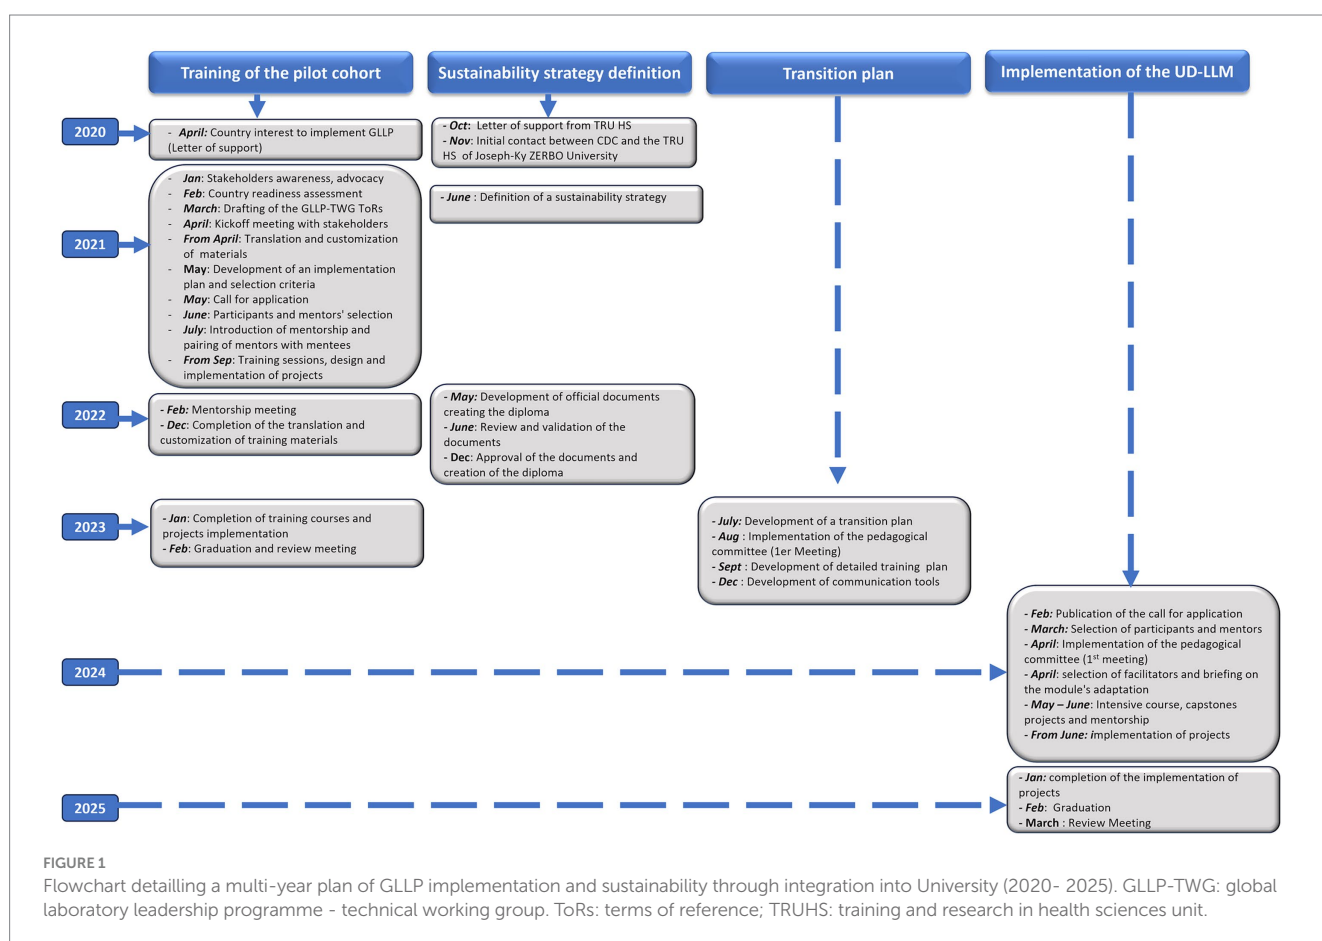 Training of the pilot cohort
Sustainability strategy definition
Transition plan
Implementation of the UD-LLM
2020
- April: Country interest to implement GLLP
(Letter of support)
- Oct: Letter of support from TRU HS
- Nov: Initial contact between CDC and the TRU
HS of Joseph-Ky ZERBO University
2021
- Jan: Stakeholders awareness, advocacy
- Feb: Country readiness assessment
- March: Drafting of the GLLP-TWG ToRs
- April: Kickoff meeting with stakeholders
- From April: Translation and customization
of materials
- May: Development of an implementation
plan and selection criteria
- May: Call for application
- June: Participants and mentors' selection
- July: Introduction of mentorship and
pairing of mentors with mentees
- From Sep: Training sessions, design and
implementation of projects
- June : Definition of a sustainability strategy
2022
- Feb: Mentorship meeting
- Dec: Completion of the translation and
customization of training materials
- May: Development of official documents
creating the diploma
- June: Review and validation of the
documents
- Dec: Approval of the documents and
creation of the diploma
2023
- Jan: Completion of training courses and
projects implementation
- Feb: Graduation and review meeting
- July: Development of a transition plan
- Aug : Implementation of the pedagogical
committee (1er Meeting)
- Sept : Development of detailed training plan
- Dec : Development of communication tools
2024
- Feb: Publication of the call for application
- March: Selection of participants and mentors
- April: Implementation of the pedagogical
committee (1st meeting)
- April: selection of facilitators and briefing on
the module's adaptation
- May – June: Intensive course, capstones
projects and mentorship
- From June: implementation of projects
2025
- Jan: completion of the implementation of
projects
- Feb: Graduation
- March : Review Meeting
FIGURE 1
Flowchart detailling a multi-year plan of GLLP implementation and sustainability through integration into University (2020- 2025). GLLP-TWG: global
laboratory leadership programme - technical working group. ToRs: terms of reference; TRUHS: training and research in health sciences unit.